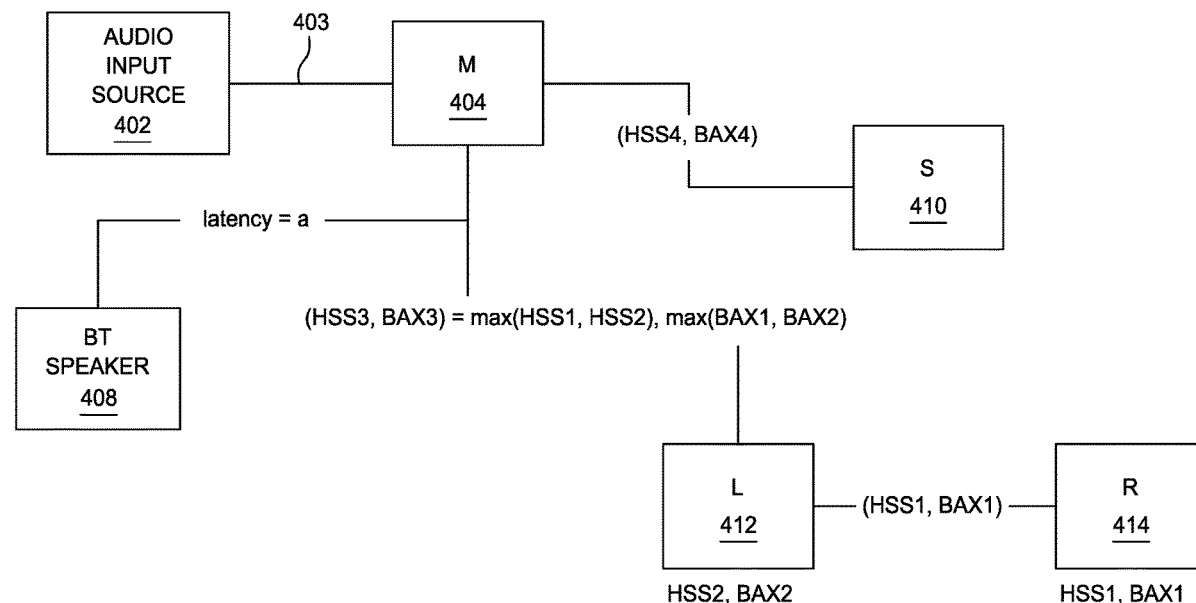 AUDIO
INPUT
SOURCE
402
403
M
404
(HSS4, BAX4)
S
410
latency = a
BT
SPEAKER
408
(HSS3, BAX3) = max(HSS1, HSS2), max(BAX1, BAX2)
L
412
HSS2, BAX2
(HSS1, BAX1)
R
414
HSS1, BAX1